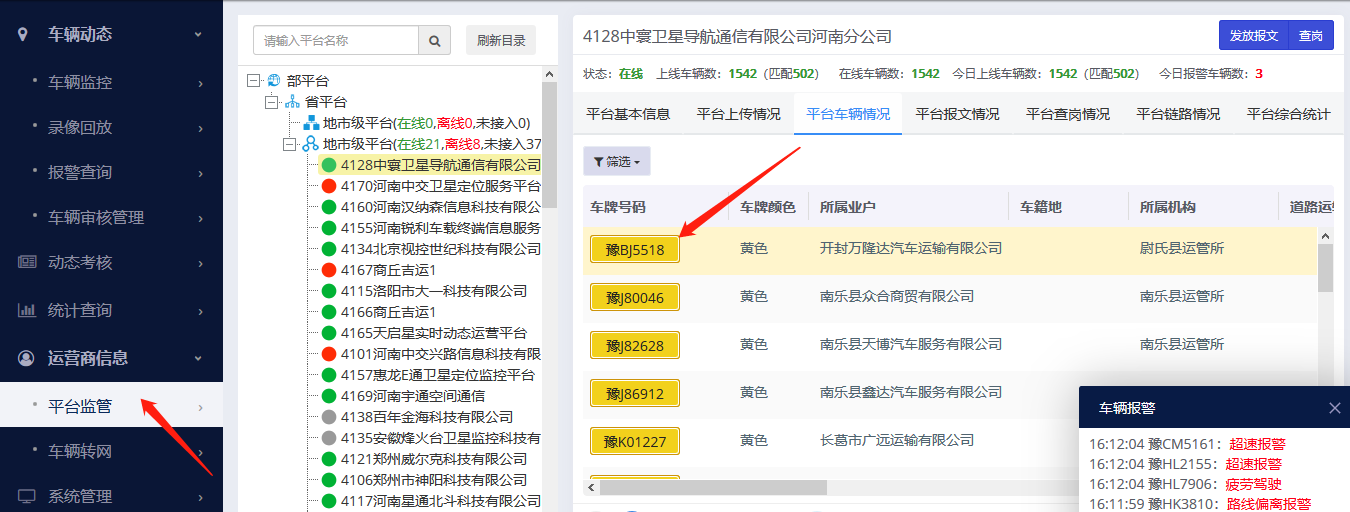 车辆动态
车辆监控
录像回放
报警查询
车辆审核管理
动态考核
统计查询
运营商信息
平台监管
车辆转网
系统管理
请输入平台名称
刷新目录
部平台
省平台
地市级平台(在线0,离线0,未接入0)
地市级平台(在线21,离线8,未接入37
4128中寰卫星导航通信有限公司
4170河南中交卫星定位服务平台
4160河南汉纳森信息科技有限公
4155河南锐利车载终端信息服务
4134北京视控世纪科技有限公司
4167商丘吉运1
4115洛阳市大一科技有限公司
4166商丘吉运1
4165天启星实时动态运营平台
4101河南中交兴路信息科技有限
4157惠龙E通卫星定位监控平台
4169河南宇通空间通信
4138百年金海科技有限公司
4135安徽烽火台卫星监控科技有
4121郑州威尔克科技有限公司
4106郑州市神阳科技有限公司
4117河南星通北斗科技有限公司
4128中寰卫星导航通信有限公司河南分公司
发放报文 查岗
状态：在线 上线车辆数：1542（匹配502） 在线车辆数：1542 今日上线车辆数：1542（匹配502） 今日报警车辆数：3
平台基本信息 平台上传情况 平台车辆情况 平台报文情况 平台查岗情况 平台链路情况 平台综合统计
筛选
车牌号码 车牌颜色 所属业户 车籍地 所属机构 道路运
豫BJ5518 黄色 开封万隆达汽车运输有限公司 尉氏县运管所
豫J80046 黄色 南乐县众合商贸有限公司 南乐县运管所
豫J82628 黄色 南乐县天博汽车服务有限公司 南乐县运管所
豫J86912 黄色 南乐县鑫达汽车服务有限公司
豫K01227 黄色 长葛市广远运输有限公司
车辆报警
16:12:04 豫CM5161：超速报警
16:12:04 豫HL2155：超速报警
16:12:04 豫HL7906：疲劳驾驶
16:11:59 豫HK3810：路线偏离报警